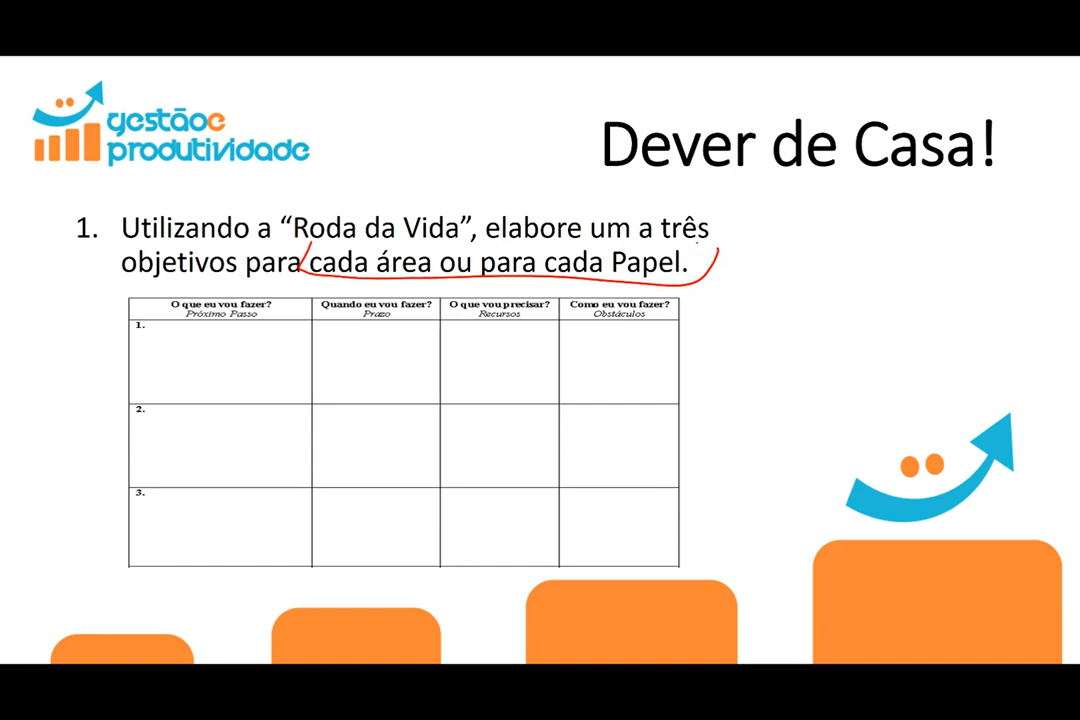 gestãoe
produtividade
Dever de Casa!
1. Utilizando a “Roda da Vida”, elabore um a três
objetivos para cada área ou para cada Papel.
O que eu vou fazer? Quando eu vou fazer? O que vou precisar? Como eu vou fazer?
Próximo Passo Prazo Recursos Obstáculos
1.
2.
3.